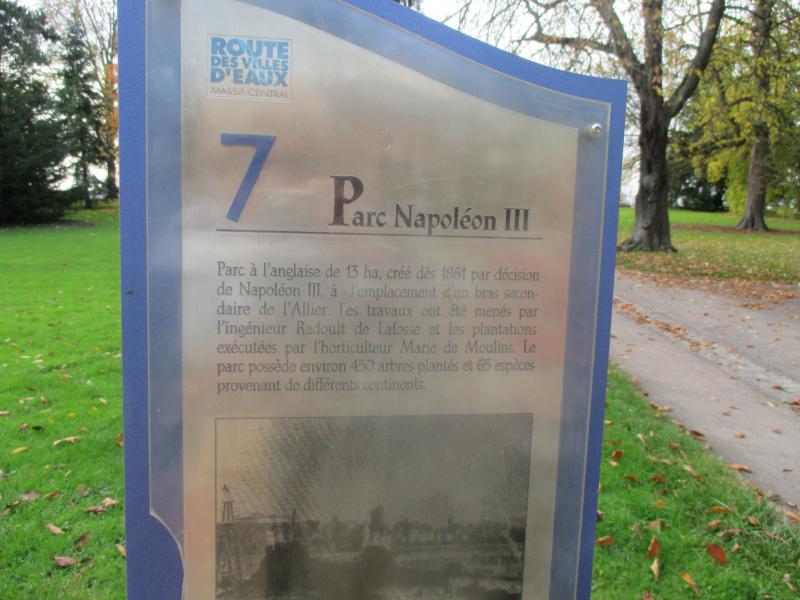 ROUTE
DES VILLES
D'EAUX
MASSIF CENTRAL
7
Parc Napoléon III
Parc à l'anglaise de 13 ha, créé dès 1861 par décision
de Napoléon III, à l'emplacement d'un bras secon-
daire de l'Allier. Les travaux ont été menés par
l'ingénieur Radoult de Lafosse et les plantations
exécutées par l'horticulteur Marie de Moulins. Le
parc possède environ 450 arbres plantés et 65 espèces
provenant de différents continents.